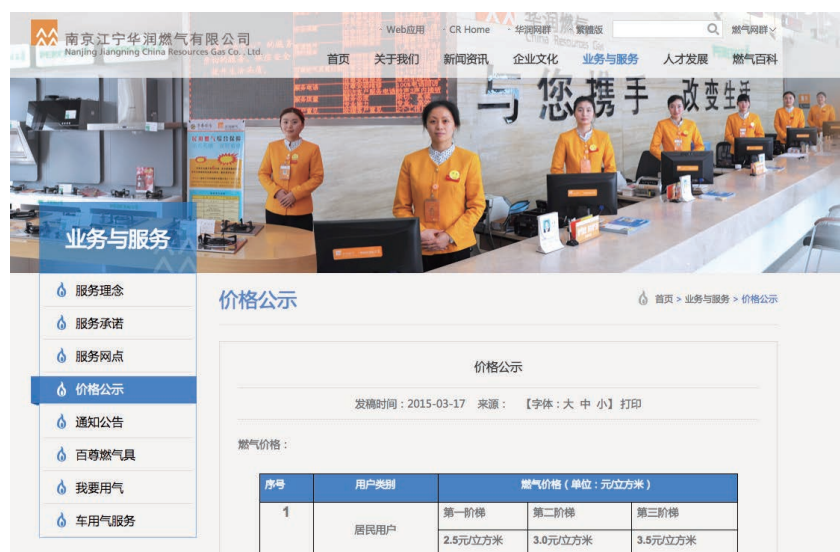 南京江宁华润燃气有限公司
Nanjing Jiangning China Resources Gas Co., Ltd.
· Web应用 · CR Home · 华润网群 · 繁體版
燃气网群
首页 关于我们 新闻资讯 企业文化 业务与服务 人才发展 燃气百科
华润燃气
China Resources Gas
与您携手 改变生活
业务与服务
服务理念
服务承诺
服务网点
价格公示
通知公告
百尊燃气具
我要用气
车用气服务
价格公示
首页 > 业务与服务 > 价格公示
价格公示
发稿时间：2015-03-17 来源： 【字体：大 中 小】 打印
燃气价格：
序号 用户类别 燃气价格（单位：元/立方米）
1 居民用户 第一阶梯 第二阶梯 第三阶梯
2.5元/立方米 3.0元/立方米 3.5元/立方米